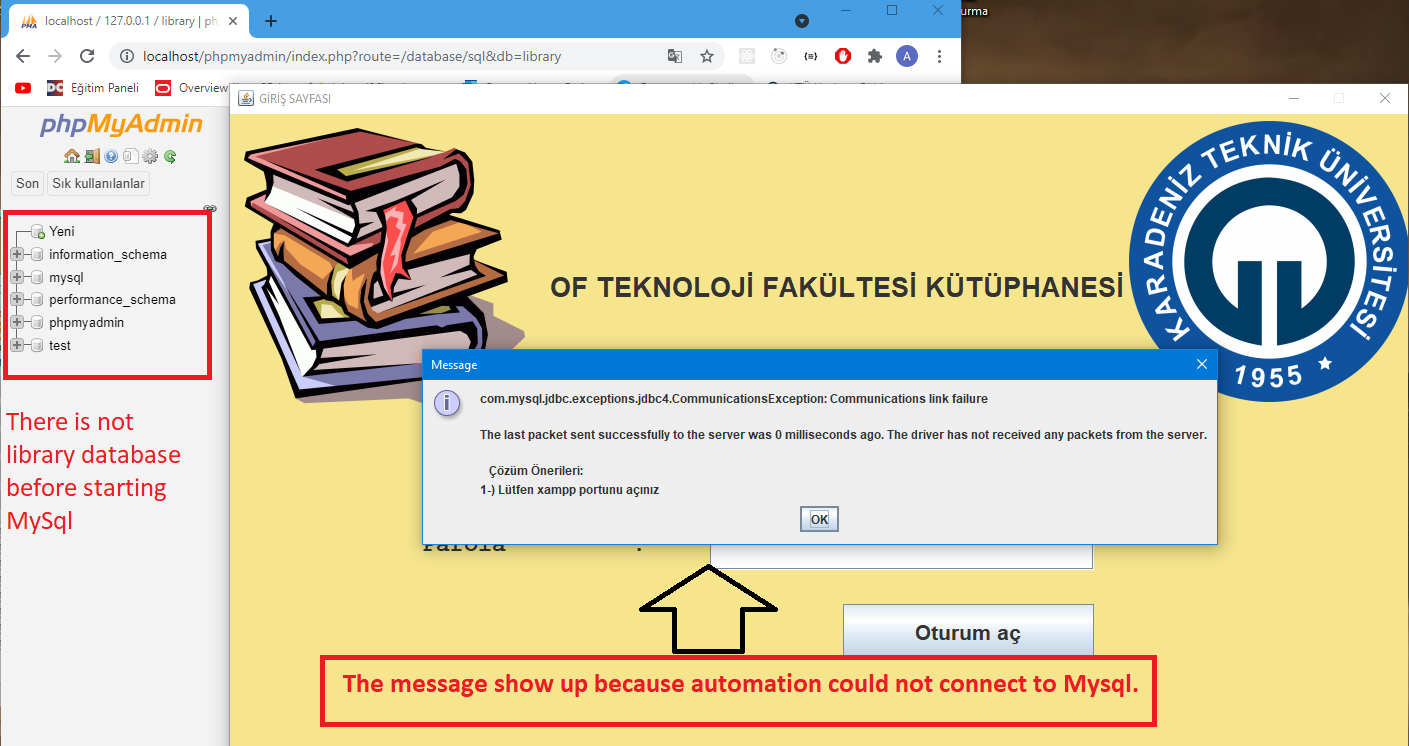 localhost / 127.0.0.1 / library | ph
urma
localhost/phpmyadmin/index.php?route=/database/sql&db=library
A
DC Eğitim Paneli Overview
GİRİŞ SAYFASI
phpMyAdmin
Son Sık kullanılanlar
Yeni
information_schema
mysql
performance_schema
phpmyadmin
test
There is not
library database
before starting
MySql
OF TEKNOLOJİ FAKÜLTESİ KÜTÜPHANESİ
KARADENİZ TEKNİK ÜNİVERSİTESİ
1955
Message
com.mysql.jdbc.exceptions.jdbc4.CommunicationsException: Communications link failure
The last packet sent successfully to the server was 0 milliseconds ago. The driver has not received any packets from the server.
Çözüm Önerileri:
1-) Lütfen xampp portunu açınız
OK
Parola :
Oturum aç
The message show up because automation could not connect to Mysql.